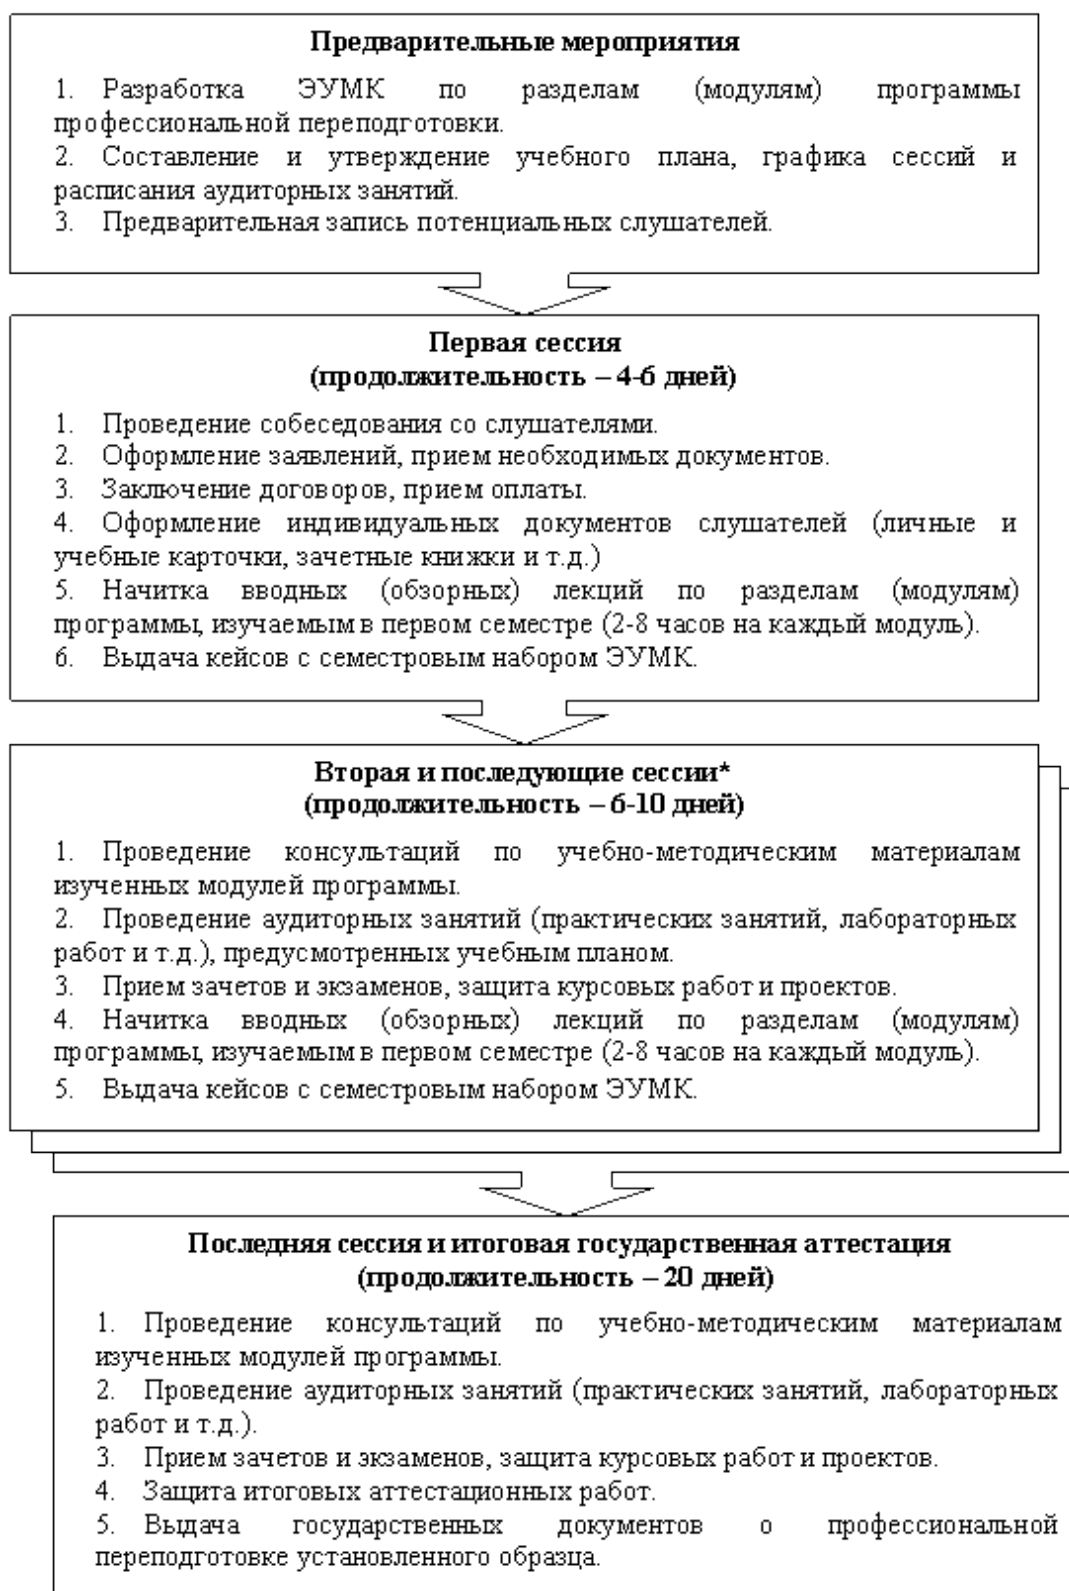 Предварительные мероприятия
1. Разработка ЭУМК по разделам (модулям) программы
профессиональной переподготовки.
2. Составление и утверждение учебного плана, графика сессий и
расписания аудиторных занятий.
3. Предварительная запись потенциальных слушателей.
Первая сессия
(продолжительность – 4-6 дней)
1. Проведение собеседования со слушателями.
2. Оформление заявлений, прием необходимых документов.
3. Заключение договоров, прием оплаты.
4. Оформление индивидуальных документов слушателей (личные и
учебные карточки, зачетные книжки и т.д.)
5. Начитка вводных (обзорных) лекций по разделам (модулям)
программы, изучаемым в первом семестре (2-8 часов на каждый модуль).
6. Выдача кейсов с семестровым набором ЭУМК.
Вторая и последующие сессии*
(продолжительность – 6-10 дней)
1. Проведение консультаций по учебно-методическим материалам
изученных модулей программы.
2. Проведение аудиторных занятий (практических занятий, лабораторных
работ и т.д.), предусмотренных учебным планом.
3. Прием зачетов и экзаменов, защита курсовых работ и проектов.
4. Начитка вводных (обзорных) лекций по разделам (модулям)
программы, изучаемым в первом семестре (2-8 часов на каждый модуль).
5. Выдача кейсов с семестровым набором ЭУМК.
Последняя сессия и итоговая государственная аттестация
(продолжительность – 20 дней)
1. Проведение консультаций по учебно-методическим материалам
изученных модулей программы.
2. Проведение аудиторных занятий (практических занятий, лабораторных
работ и т.д.).
3. Прием зачетов и экзаменов, защита курсовых работ и проектов.
4. Защита итоговых аттестационных работ.
5. Выдача государственных документов о профессиональной
переподготовке установленного образца.